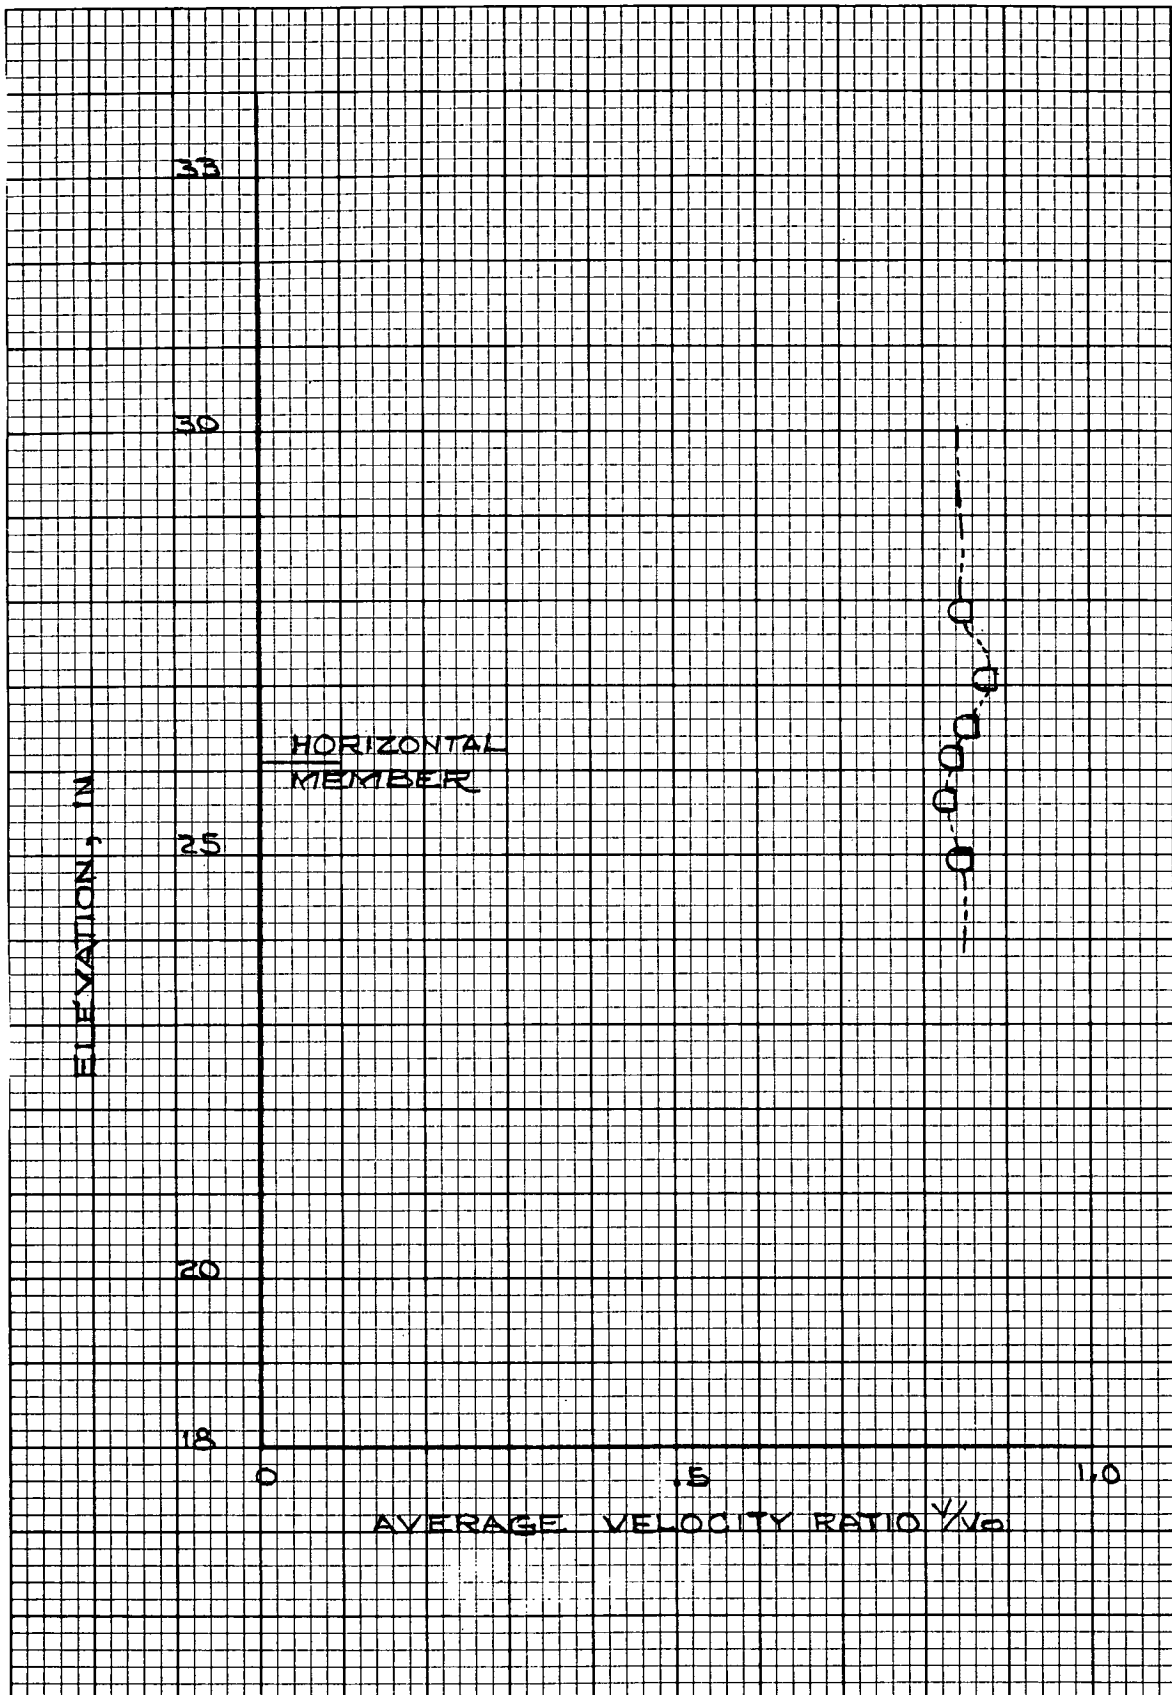 33
30
HORIZONTAL
MEMBER
ELEVATION, IN
25
20
18
0 .5 1.0
AVERAGE VELOCITY RATIO V/Vo